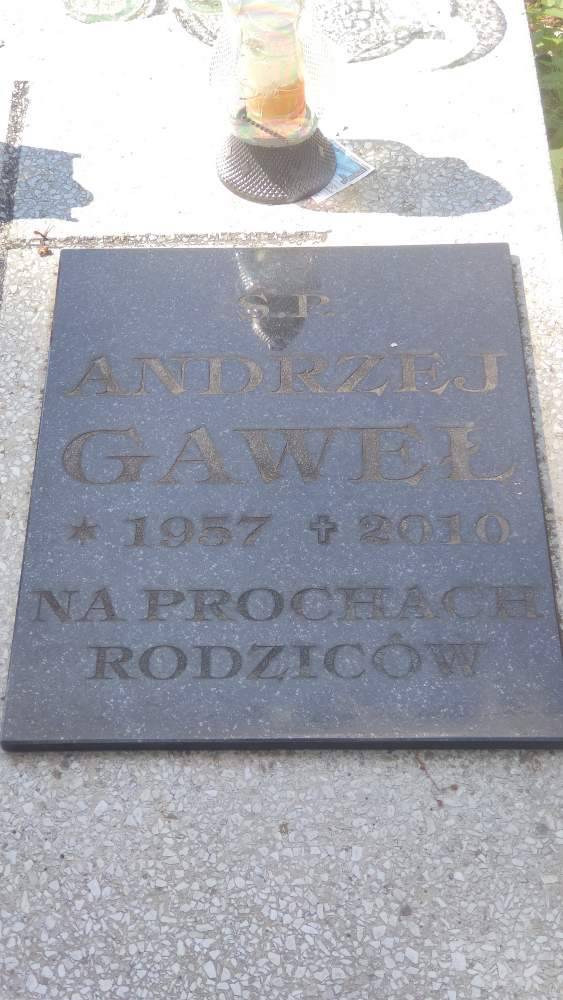 Ś.P.
ANDRZEJ
GAWEŁ
* 1957 ✝ 2010
NA PROCHACH
RODZICÓW